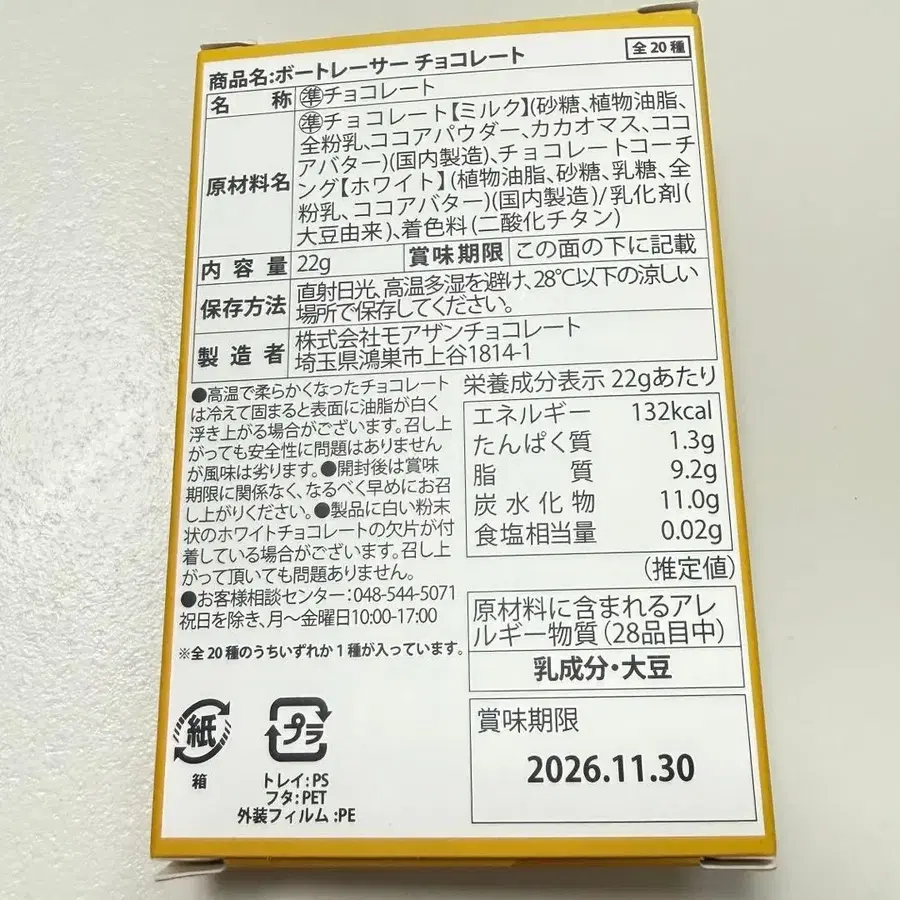 商品名:ボートレーサー チョコレート
全20種
名称 ㊜チョコレート
原材料名
チョコレート【ミルク】(砂糖、植物油脂、
全粉乳、ココアパウダー、カカオマス、ココ
アバター)(国内製造)、チョコレートコーチ
ング【ホワイト】(植物油脂、砂糖、乳糖、全
粉乳、ココアバター)(国内製造)/乳化剤(
大豆由来)、着色料(二酸化チタン)
内容量 22g 賞味期限 この面の下に記載
保存方法
直射日光、高温多湿を避け、28℃以下の涼しい
場所で保存してください。
製造者
株式会社モアザンチョコレート
埼玉県鴻巣市上谷1814-1
●高温で柔らかくなったチョコレート
は冷えて固まると表面に油脂が白く
浮き上がる場合がございます。召し上
がっても安全性に問題はありません
が風味は劣ります。●開封後は賞味
期限に関係なく、なるべく早めにお召
し上がりください。●製品に白い粉末
状のホワイトチョコレートの欠片が付
着している場合がございます。召し上
がって頂いても問題ありません。
●お客様相談センター:048-544-5071
祝日を除き、月～金曜日10:00-17:00
※全20種のうちいずれか1種が入っています。
栄養成分表示 22gあたり
エネルギー 132kcal
たんぱく質 1.3g
脂質 9.2g
炭水化物 11.0g
食塩相当量 0.02g
(推定値)
原材料に含まれるアレ
ルギー物質(28品目中)
乳成分・大豆
賞味期限
2026.11.30
紙
箱
プラ
トレイ:PS
フタ:PET
外装フィルム:PE